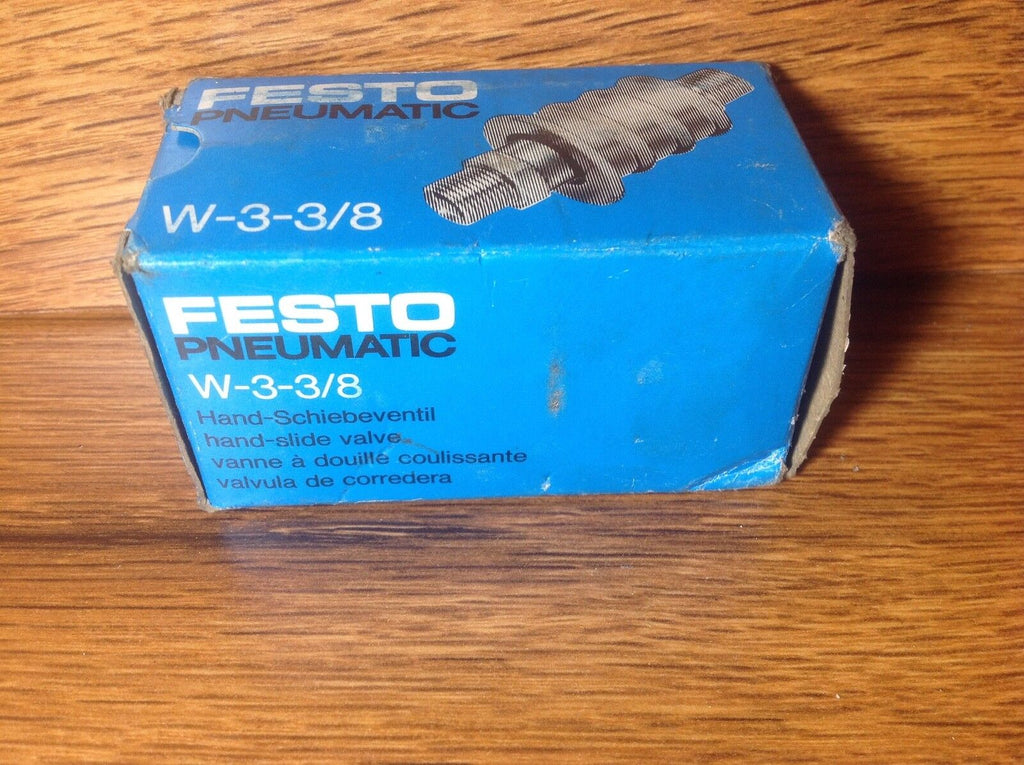 FESTO
PNEUMATIC
W-3-3/8
FESTO
PNEUMATIC
W-3-3/8
Hand-Schiebeventil
hand-slide valve
vanne à douille coulissante
valvula de corredera